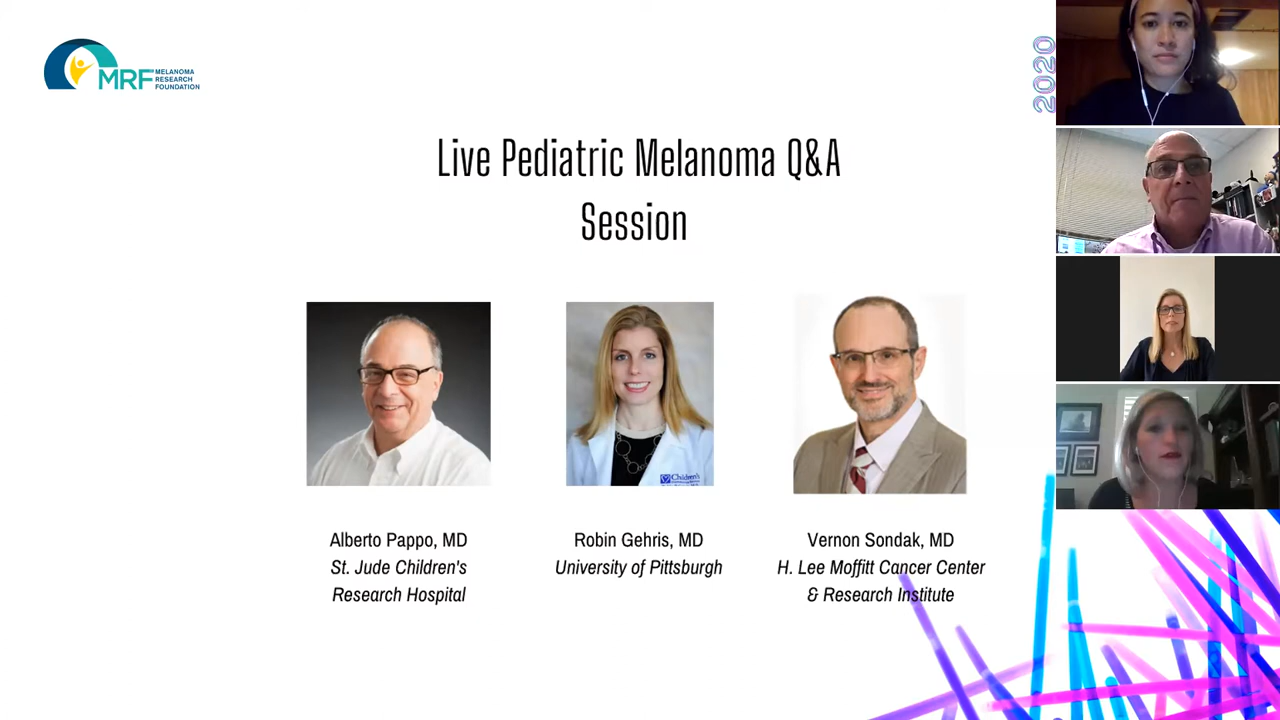 MRF
MELANOMA
RESEARCH
FOUNDATION
2020
Live Pediatric Melanoma Q&A
Session
Children's
Alberto Pappo, MD
St. Jude Children's
Research Hospital
Robin Gehris, MD
University of Pittsburgh
Vernon Sondak, MD
H. Lee Moffitt Cancer Center
& Research Institute